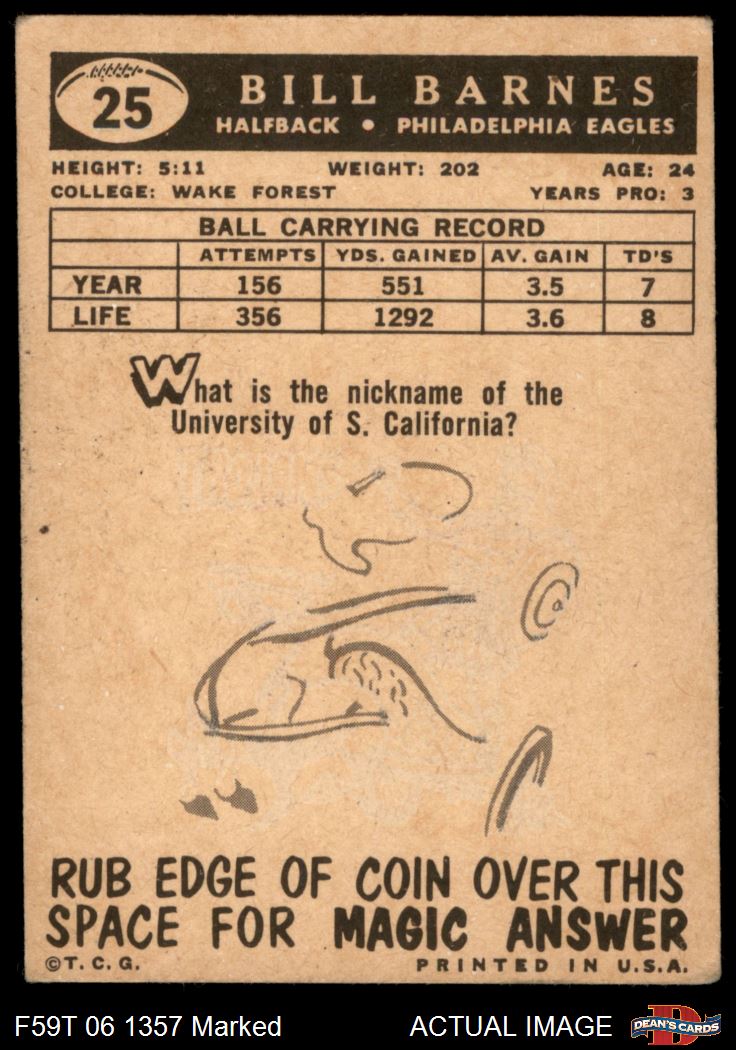 25
BILL BARNES
HALFBACK • PHILADELPHIA EAGLES
HEIGHT: 5:11 WEIGHT: 202 AGE: 24
COLLEGE: WAKE FOREST YEARS PRO: 3
BALL CARRYING RECORD
ATTEMPTS YDS. GAINED AV. GAIN TD'S
YEAR 156 551 3.5 7
LIFE 356 1292 3.6 8
What is the nickname of the
University of S. California?
RUB EDGE OF COIN OVER THIS
SPACE FOR MAGIC ANSWER
©T.C.G. PRINTED IN U.S.A.
F59T 06 1357 Marked ACTUAL IMAGE DEAN'S CARDS